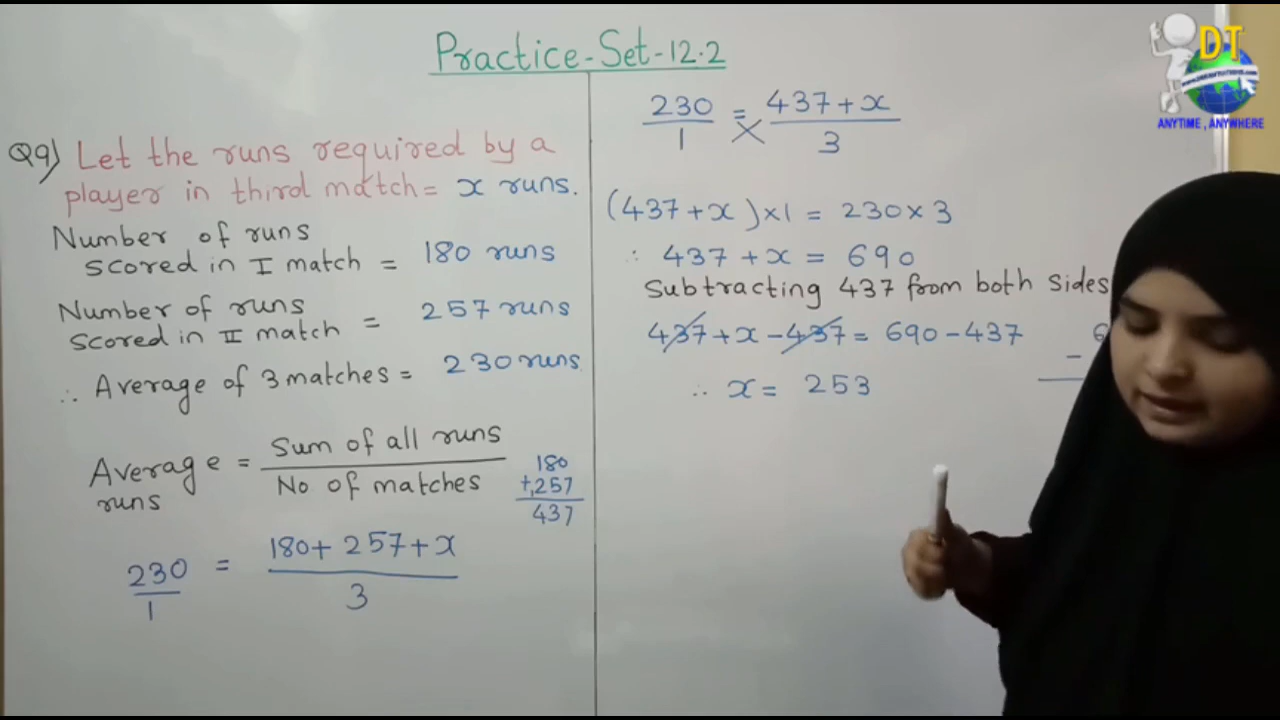 Practice-Set-12.2
Q9) Let the runs required by a
player in third match = x runs.
Number of runs
scored in I match = 180 runs
Number of runs
scored in II match = 257 runs
∴ Average of 3 matches = 230 runs
Average runs = Sum of all runs / No. of matches
180
+257
437
230/1 = 180+257+x / 3
230/1 = 437+x / 3
(437+x)×1 = 230×3
∴ 437+x = 690
Subtracting 437 from both sides
437+x-437 = 690-437
6
-
∴ x = 253
DT
ANYTIME, ANYWHERE